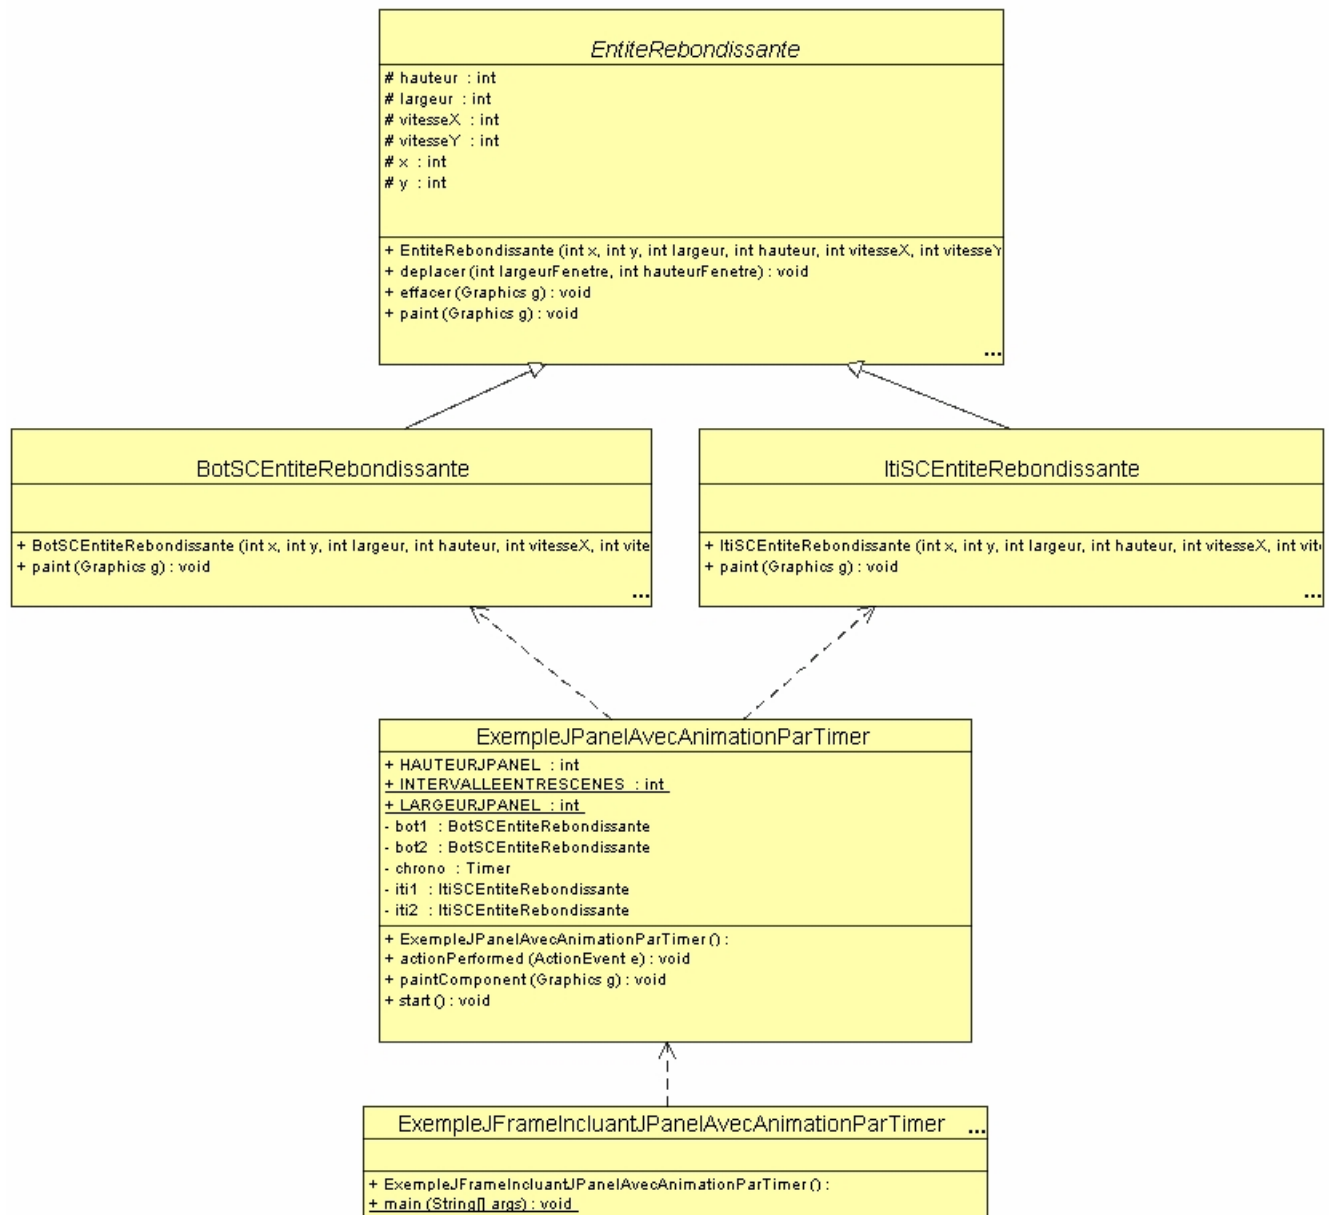 EntiteRebondissante
# hauteur : int
# largeur : int
# vitesseX : int
# vitesseY : int
# x : int
# y : int
+ EntiteRebondissante (int x, int y, int largeur, int hauteur, int vitesseX, int vitesseY
+ deplacer (int largeurFenetre, int hauteurFenetre) : void
+ effacer (Graphics g) : void
+ paint (Graphics g) : void
...
BotSCEntiteRebondissante
+ BotSCEntiteRebondissante (int x, int y, int largeur, int hauteur, int vitesseX, int vite
+ paint (Graphics g) : void
...
ItiSCEntiteRebondissante
+ ItiSCEntiteRebondissante (int x, int y, int largeur, int hauteur, int vitesseX, int vit
+ paint (Graphics g) : void
...
ExempleJPanelAvecAnimationParTimer
+ HAUTEURJPANEL : int
+ INTERVALLEENTRESCENES : int
+ LARGEURJPANEL : int
- bot1 : BotSCEntiteRebondissante
- bot2 : BotSCEntiteRebondissante
- chrono : Timer
- iti1 : ItiSCEntiteRebondissante
- iti2 : ItiSCEntiteRebondissante
+ ExempleJPanelAvecAnimationParTimer () :
+ actionPerformed (ActionEvent e) : void
+ paintComponent (Graphics g) : void
+ start () : void
ExempleJFrameIncluantJPanelAvecAnimationParTimer ...
+ ExempleJFrameIncluantJPanelAvecAnimationParTimer () :
+ main (String[] args) : void